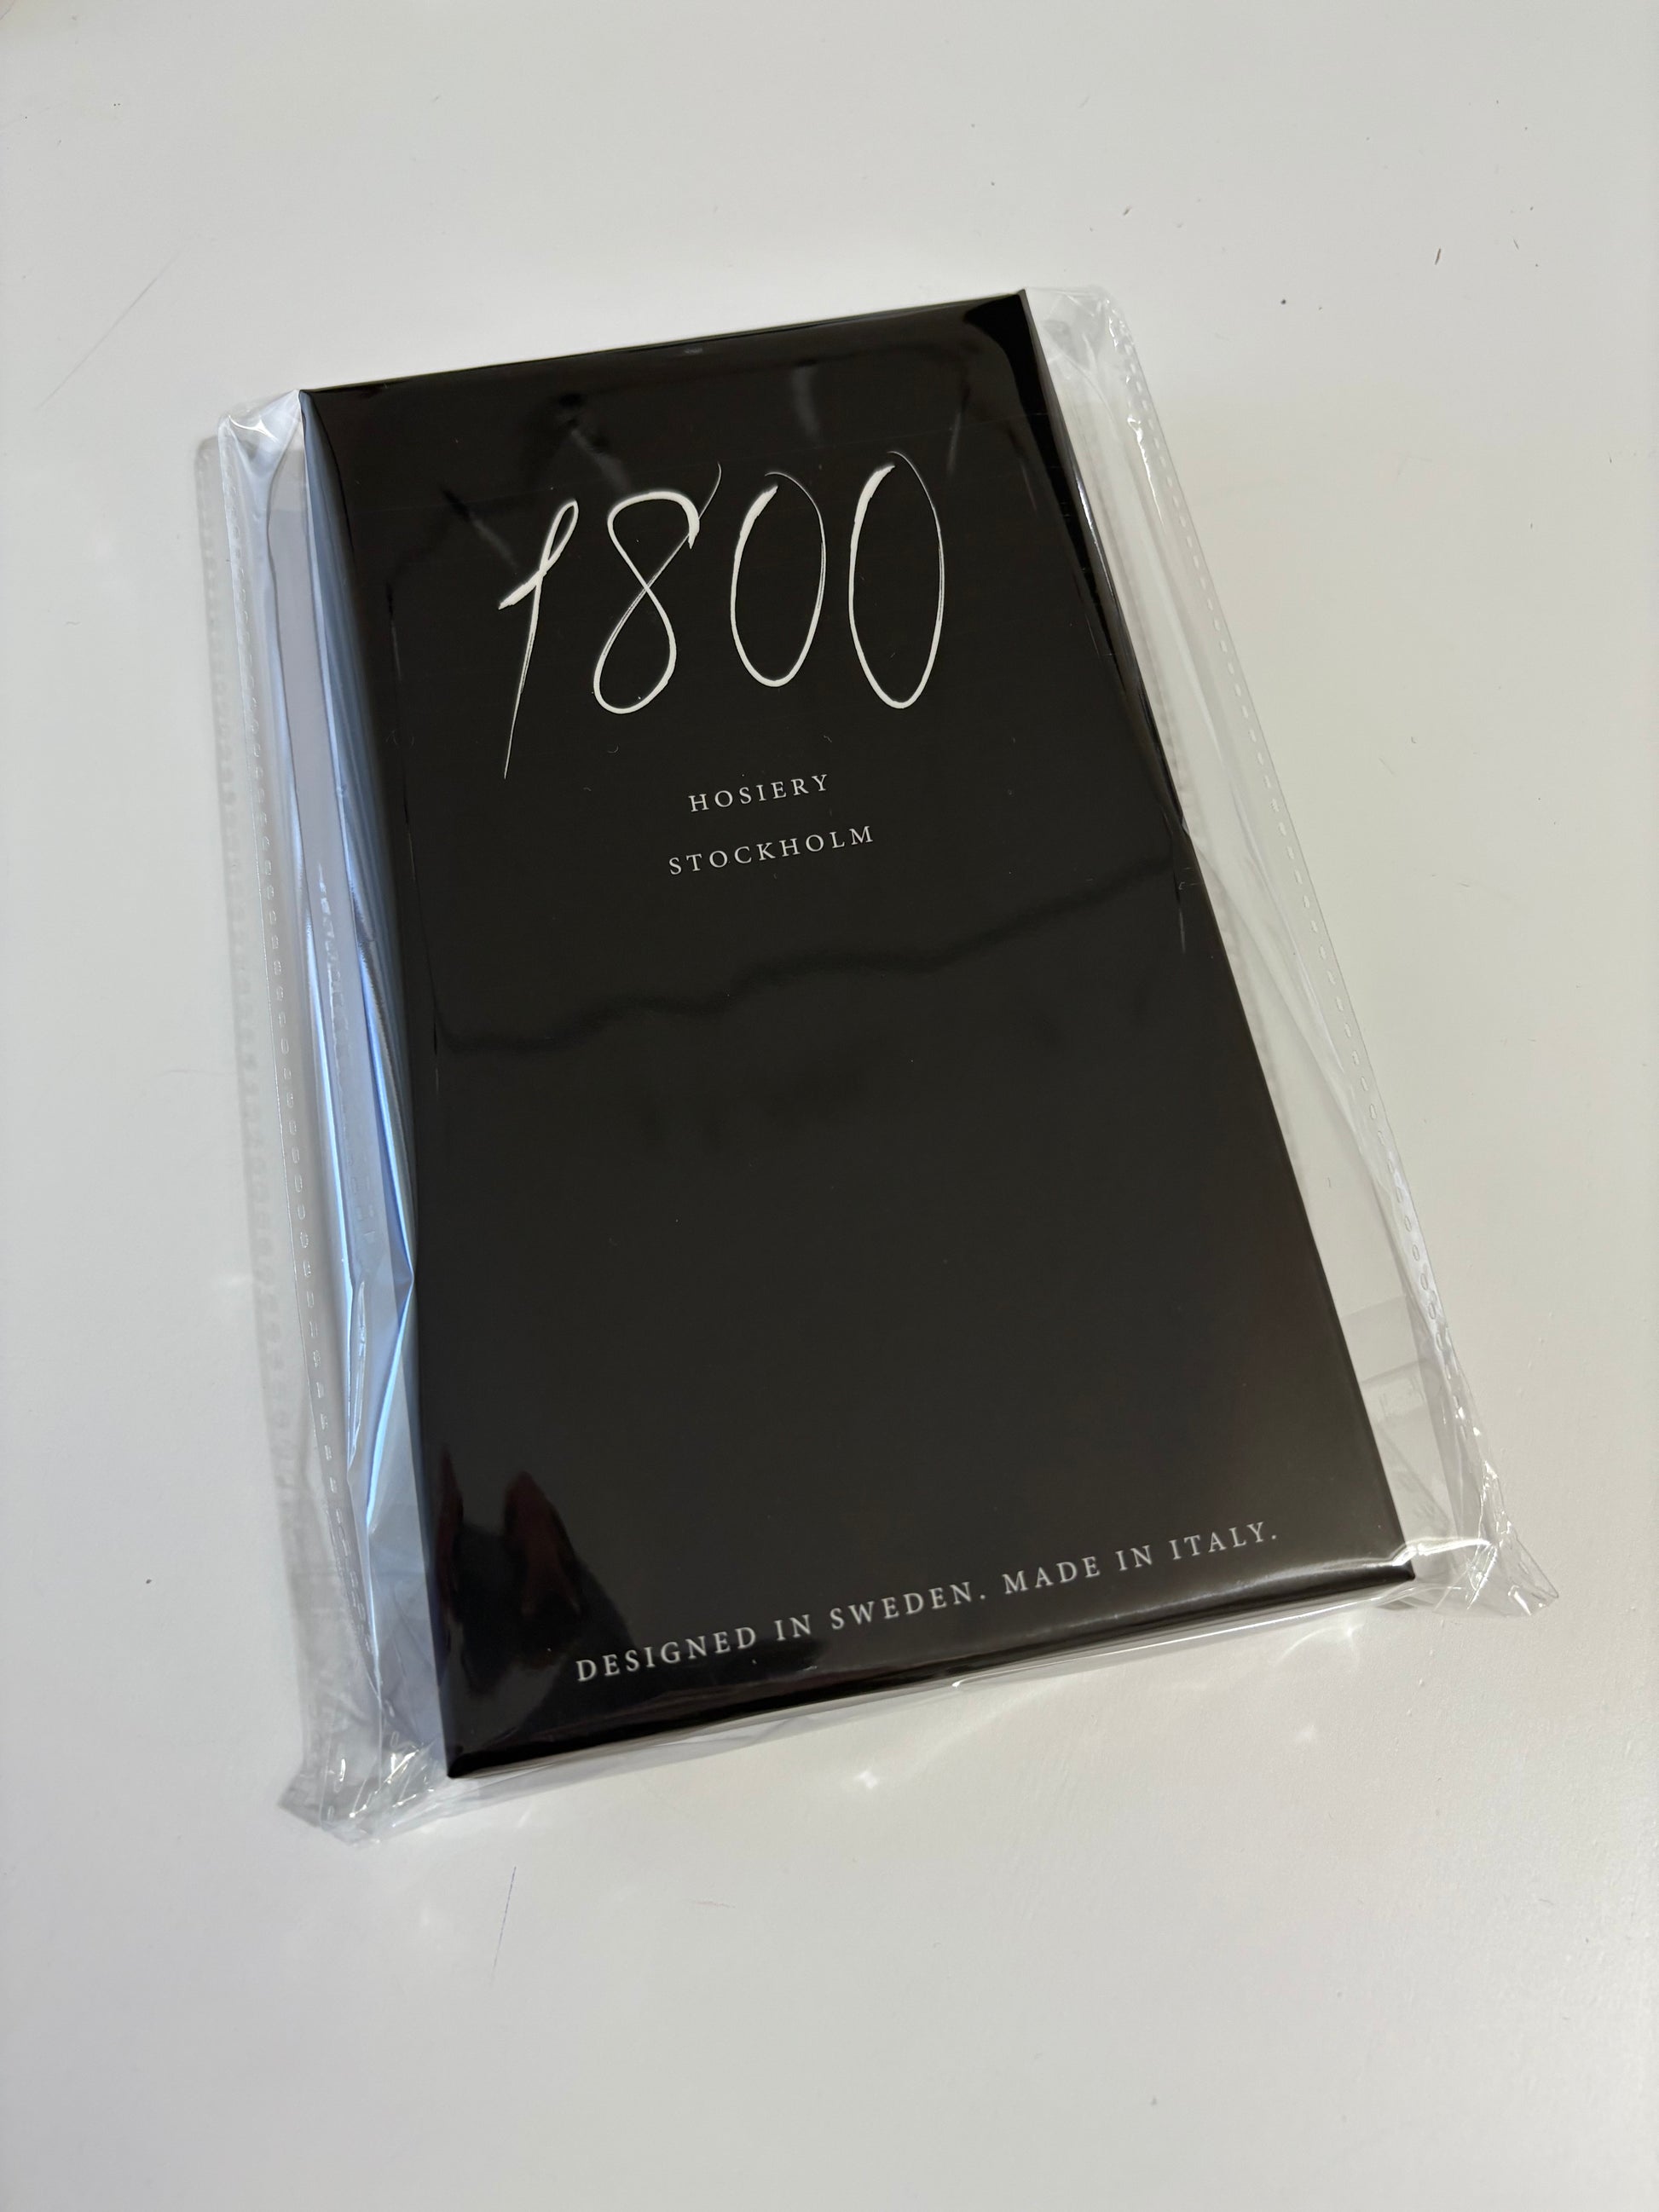 1800
HOSIERY
STOCKHOLM
DESIGNED IN SWEDEN. MADE IN ITALY.